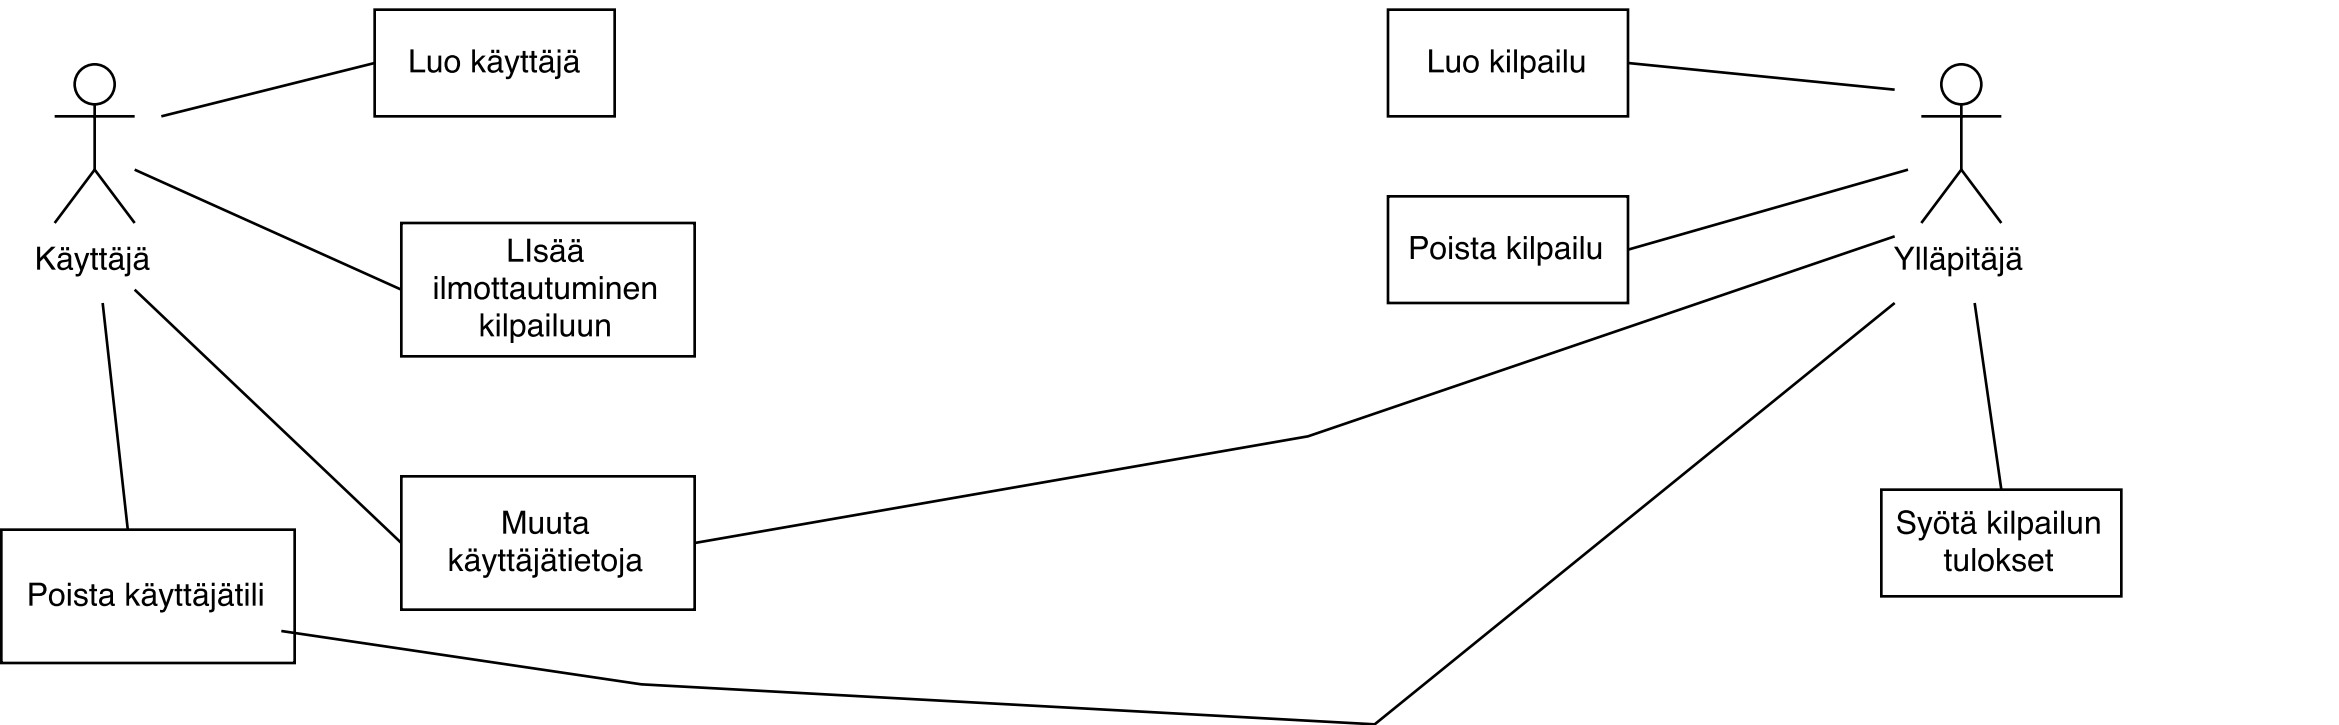 Luo käyttäjä
Luo kilpailu
Käyttäjä
LIsää
ilmottautuminen
kilpailuun
Poista kilpailu
Ylläpitäjä
Muuta
käyttäjätietoja
Syötä kilpailun
tulokset
Poista käyttäjätili